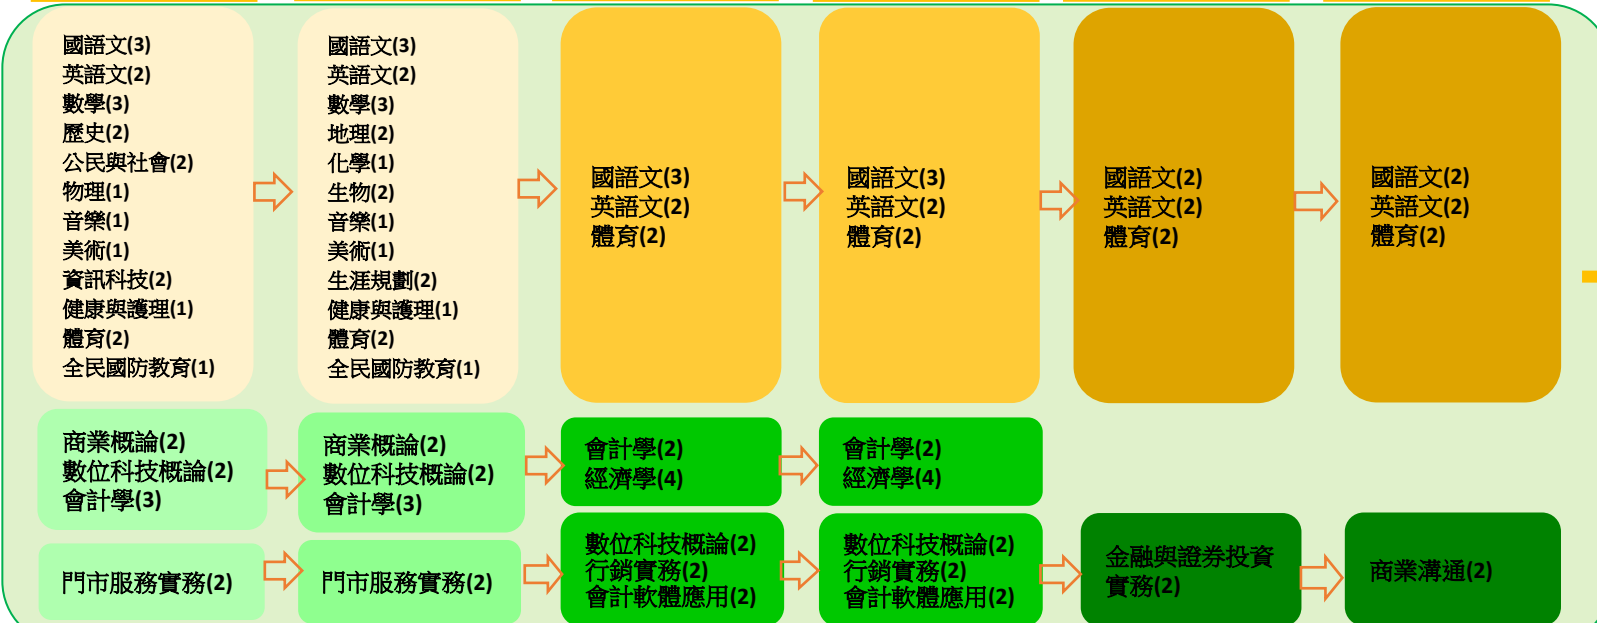 國語文(3)
英語文(2)
數學(3)
歷史(2)
公民與社會(2)
物理(1)
音樂(1)
美術(1)
資訊科技(2)
健康與護理(1)
體育(2)
全民國防教育(1)
國語文(3)
英語文(2)
數學(3)
地理(2)
化學(1)
生物(2)
音樂(1)
美術(1)
生涯規劃(2)
健康與護理(1)
體育(2)
全民國防教育(1)
國語文(3)
英語文(2)
體育(2)
國語文(3)
英語文(2)
體育(2)
國語文(2)
英語文(2)
體育(2)
國語文(2)
英語文(2)
體育(2)
商業概論(2)
數位科技概論(2)
會計學(3)
商業概論(2)
數位科技概論(2)
會計學(3)
會計學(2)
經濟學(4)
會計學(2)
經濟學(4)
門市服務實務(2)
門市服務實務(2)
數位科技概論(2)
行銷實務(2)
會計軟體應用(2)
數位科技概論(2)
行銷實務(2)
會計軟體應用(2)
金融與證券投資
實務(2)
商業溝通(2)